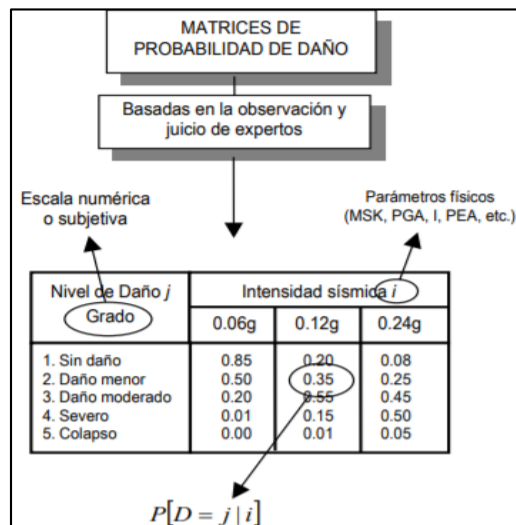 MATRICES DE
PROBABILIDAD DE DAÑO
Basadas en la observación y
juicio de expertos
Escala numérica
o subjetiva
Parámetros físicos
(MSK, PGA, I, PEA, etc.)
Nivel de Daño j
Grado
Intensidad sísmica i
0.06g 0.12g 0.24g
1. Sin daño 0.85 0.20 0.08
2. Daño menor 0.50 0.35 0.25
3. Daño moderado 0.20 0.55 0.45
4. Severo 0.01 0.15 0.50
5. Colapso 0.00 0.01 0.05
P[D = j | i]